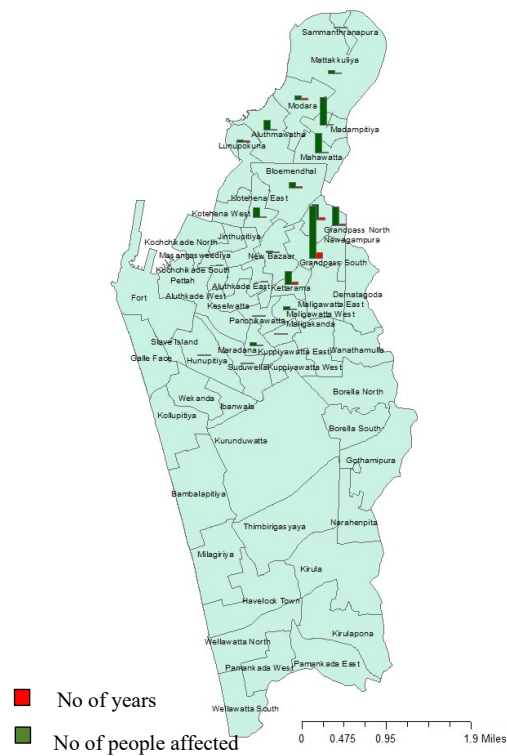 Sammanthranapura
Mattakkuliya
Modara
Madampitiya
Aluthmawatha
Lunupokuna
Mahawatta
Bloemendhal
Kotehena East
Kotehena West
Grandpass North
Jinthupitiya
Nawagampura
Kochchikade North
Masangasweediya
New Bazaar
Grandpass South
Kochchikade South
Pettah
Aluthkade East
Kettarama
Dematagoda
Fort
Aluthkade West
Keselwatta
Maligawatta East
Maligawatta West
Panchikawatta
Maligakanda
Slave Island
Maradana
Kuppiyawatta East
Wanathamulla
Galle Face
Hunupitiya
Suduwella
Kuppiyawatta West
Borella North
Wekanda
Ibanwala
Kollupitiya
Borella South
Kurunduwatta
Gothamipura
Bambalapitiya
Narahenpita
Thimbirigasyaya
Milagiriya
Kirula
Havelock Town
Kirulapona
Wellawatta North
Pamankada West
Pamankada East
Wellawatta South
No of years
No of people affected
0 0.475 0.95 1.9 Miles